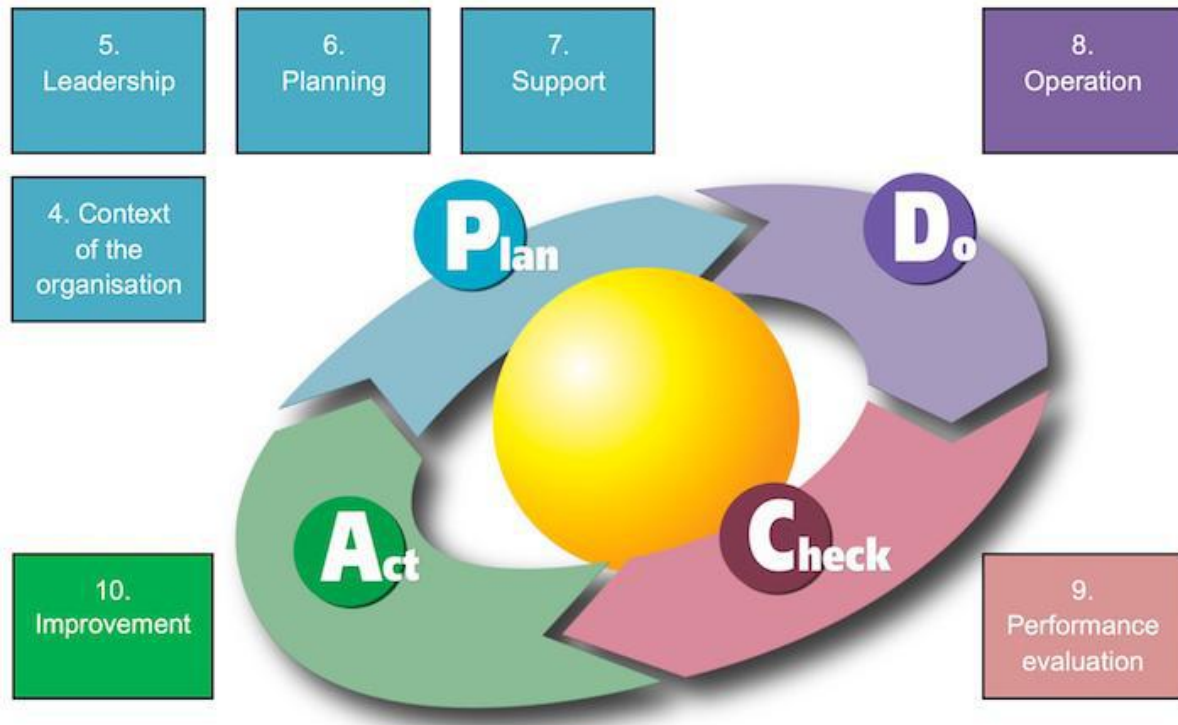 5.
Leadership
6.
Planning
7.
Support
8.
Operation
4. Context
of the
organisation
Plan
Do
Act
Check
10.
Improvement
9.
Performance
evaluation